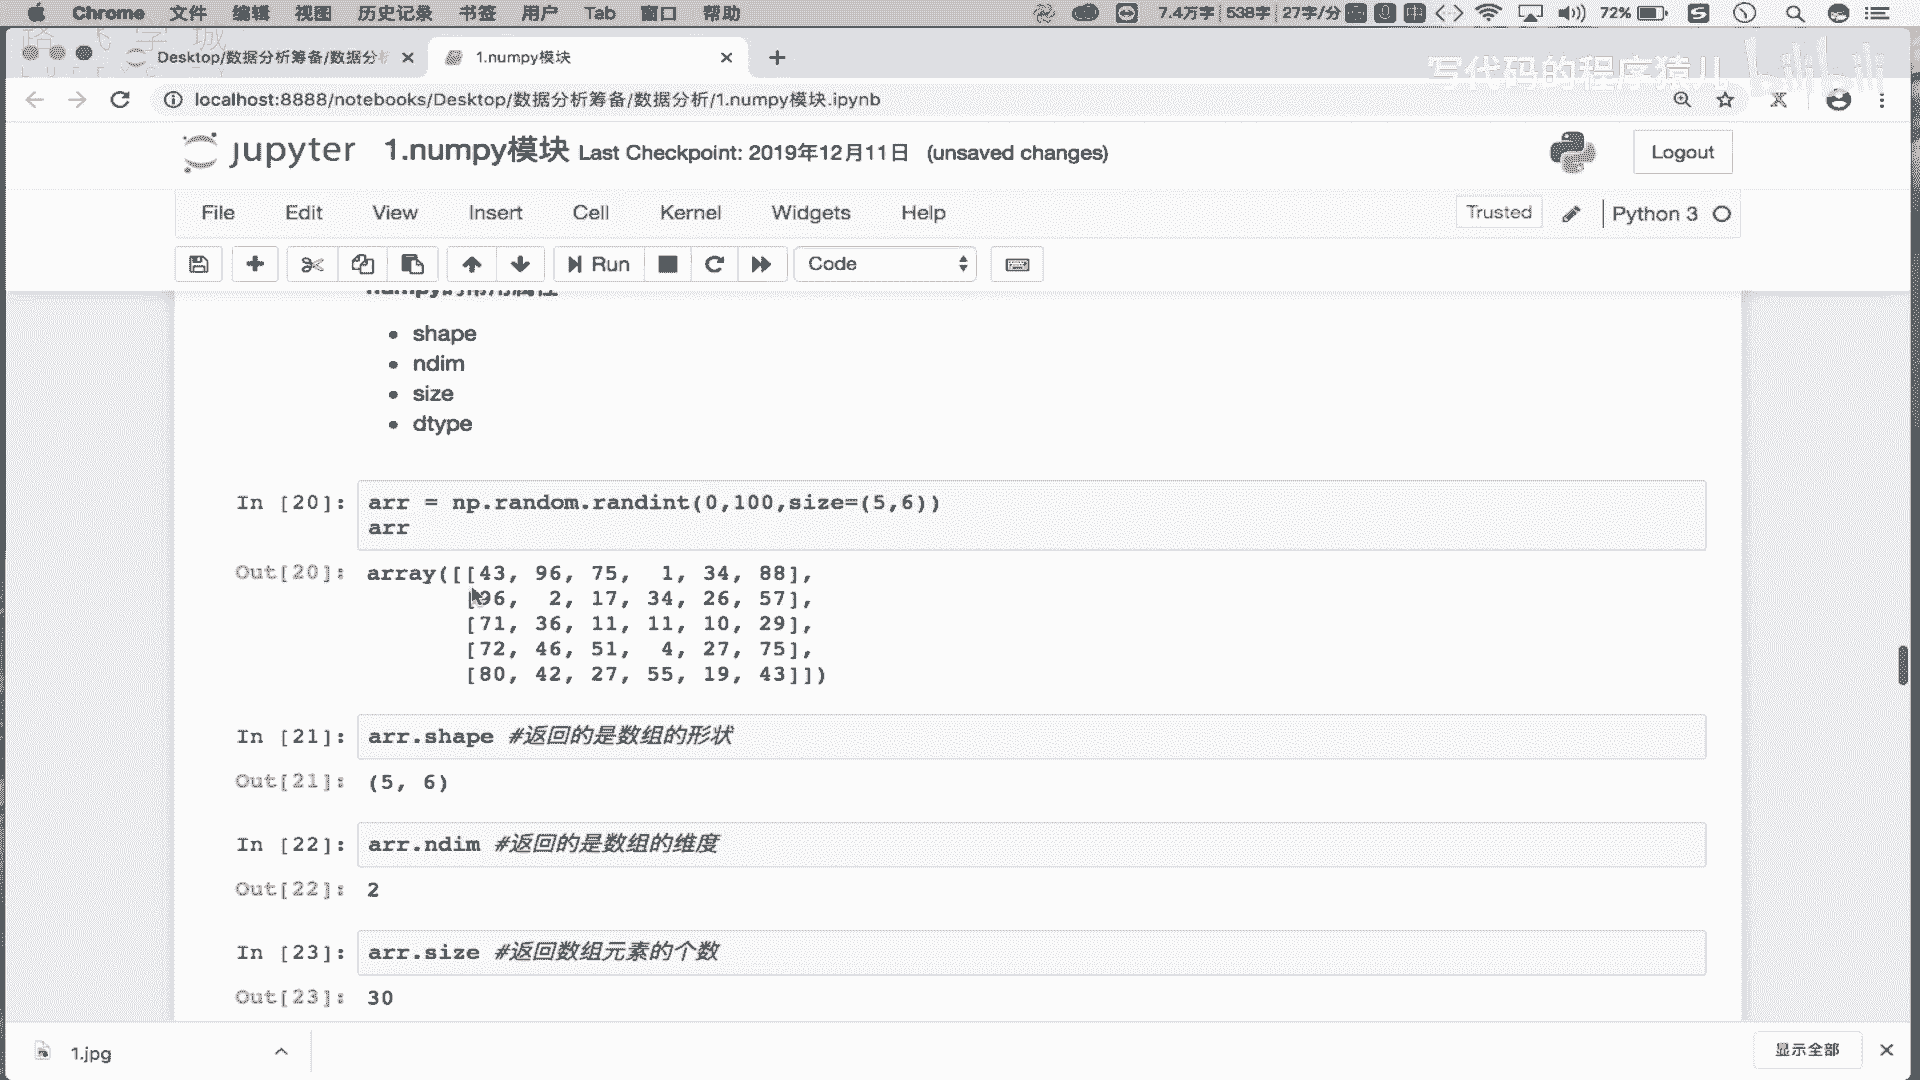 Chrome 文件 编辑 视图 历史记录 书签 用户 Tab 窗口 帮助 7.4万字 538字 27字/分 72%
Desktop/数据分析筹备/数据分 1.numpy模块
写代码的程序猿儿 bilibili
localhost:8888/notebooks/Desktop/数据分析筹备/数据分析/1.numpy模块.ipynb
jupyter 1.numpy模块 Last Checkpoint: 2019年12月11日 (unsaved changes) Logout
File Edit View Insert Cell Kernel Widgets Help Trusted Python 3
Run Code
shape
ndim
size
dtype
In [20]: arr = np.random.randint(0,100,size=(5,6))
arr
Out[20]: array([[43, 96, 75, 1, 34, 88],
[96, 2, 17, 34, 26, 57],
[71, 36, 11, 11, 10, 29],
[72, 46, 51, 4, 27, 75],
[80, 42, 27, 55, 19, 43]])
In [21]: arr.shape #返回的是数组的形状
Out[21]: (5, 6)
In [22]: arr.ndim #返回的是数组的维度
Out[22]: 2
In [23]: arr.size #返回数组元素的个数
Out[23]: 30
1.jpg 显示全部